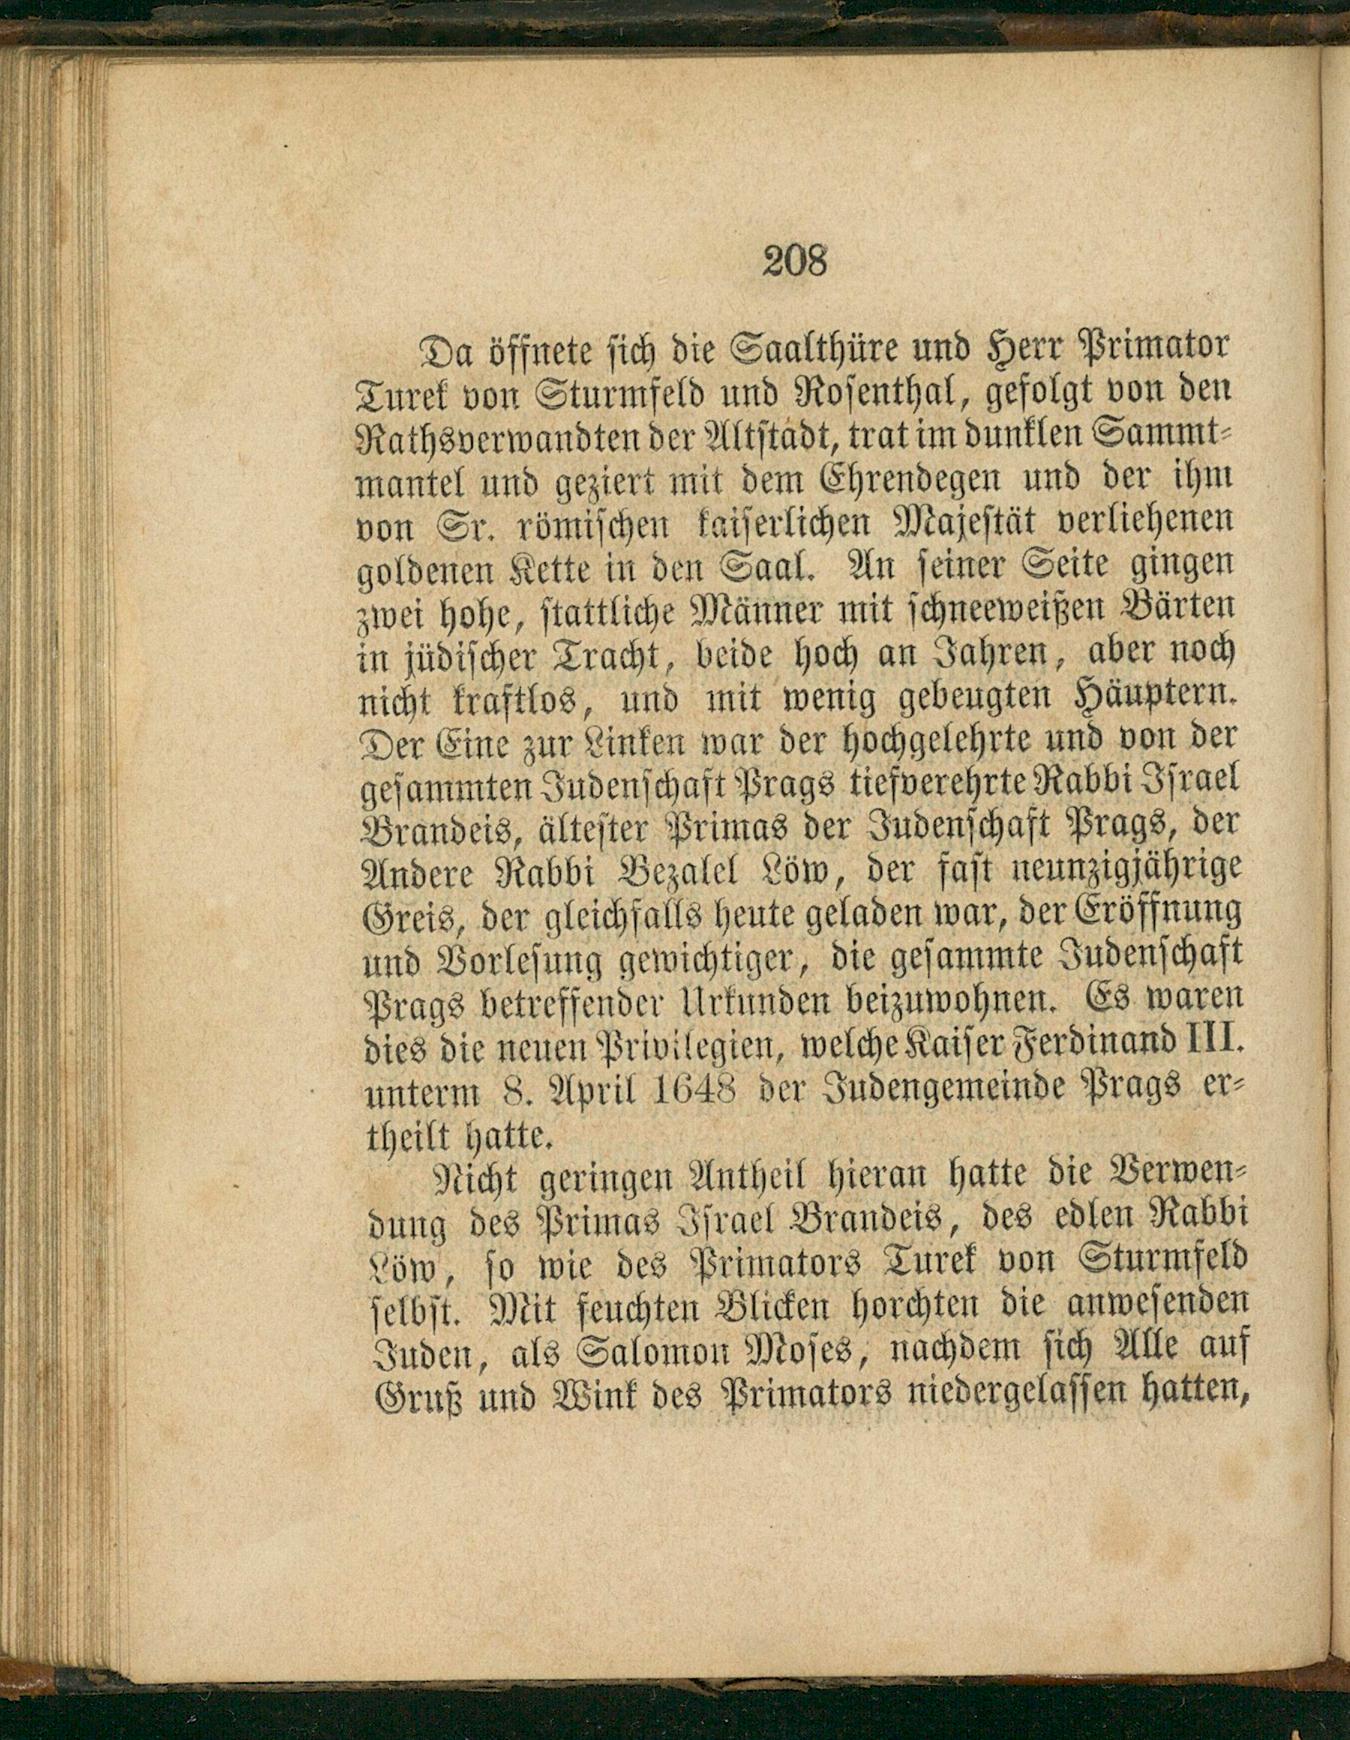 208
Da öffnete sich die Saalthüre und Herr Primator
Turek von Sturmfeld und Rosenthal, gefolgt von den
Rathsverwandten der Altstadt, trat im dunklen Sammt-
mantel und geziert mit dem Ehrendegen und der ihm
von Sr. römischen kaiserlichen Majestät verliehenen
goldenen Kette in den Saal. An seiner Seite gingen
zwei hohe, stattliche Männer mit schneeweißen Bärten
in jüdischer Tracht, beide hoch an Jahren, aber noch
nicht kraftlos, und mit wenig gebeugten Häuptern.
Der Eine zur Linken war der hochgelehrte und von der
gesammten Judenschaft Prags tiefverehrte Rabbi Israel
Brandeis, ältester Primas der Judenschaft Prags, der
Andere Rabbi Bezalel Löw, der fast neunzigjährige
Greis, der gleichfalls heute geladen war, der Eröffnung
und Vorlesung gewichtiger, die gesammte Judenschaft
Prags betreffender Urkunden beizuwohnen. Es waren
dies die neuen Privilegien, welche Kaiser Ferdinand III.
unterm 8. April 1648 der Judengemeinde Prags er-
theilt hatte.
Nicht geringen Antheil hieran hatte die Verwen-
dung des Primas Israel Brandeis, des edlen Rabbi
Löw, so wie des Primators Turek von Sturmfeld
selbst. Mit feuchten Blicken horchten die anwesenden
Juden, als Salomon Moses, nachdem sich Alle auf
Gruß und Wink des Primators niedergelassen hatten,